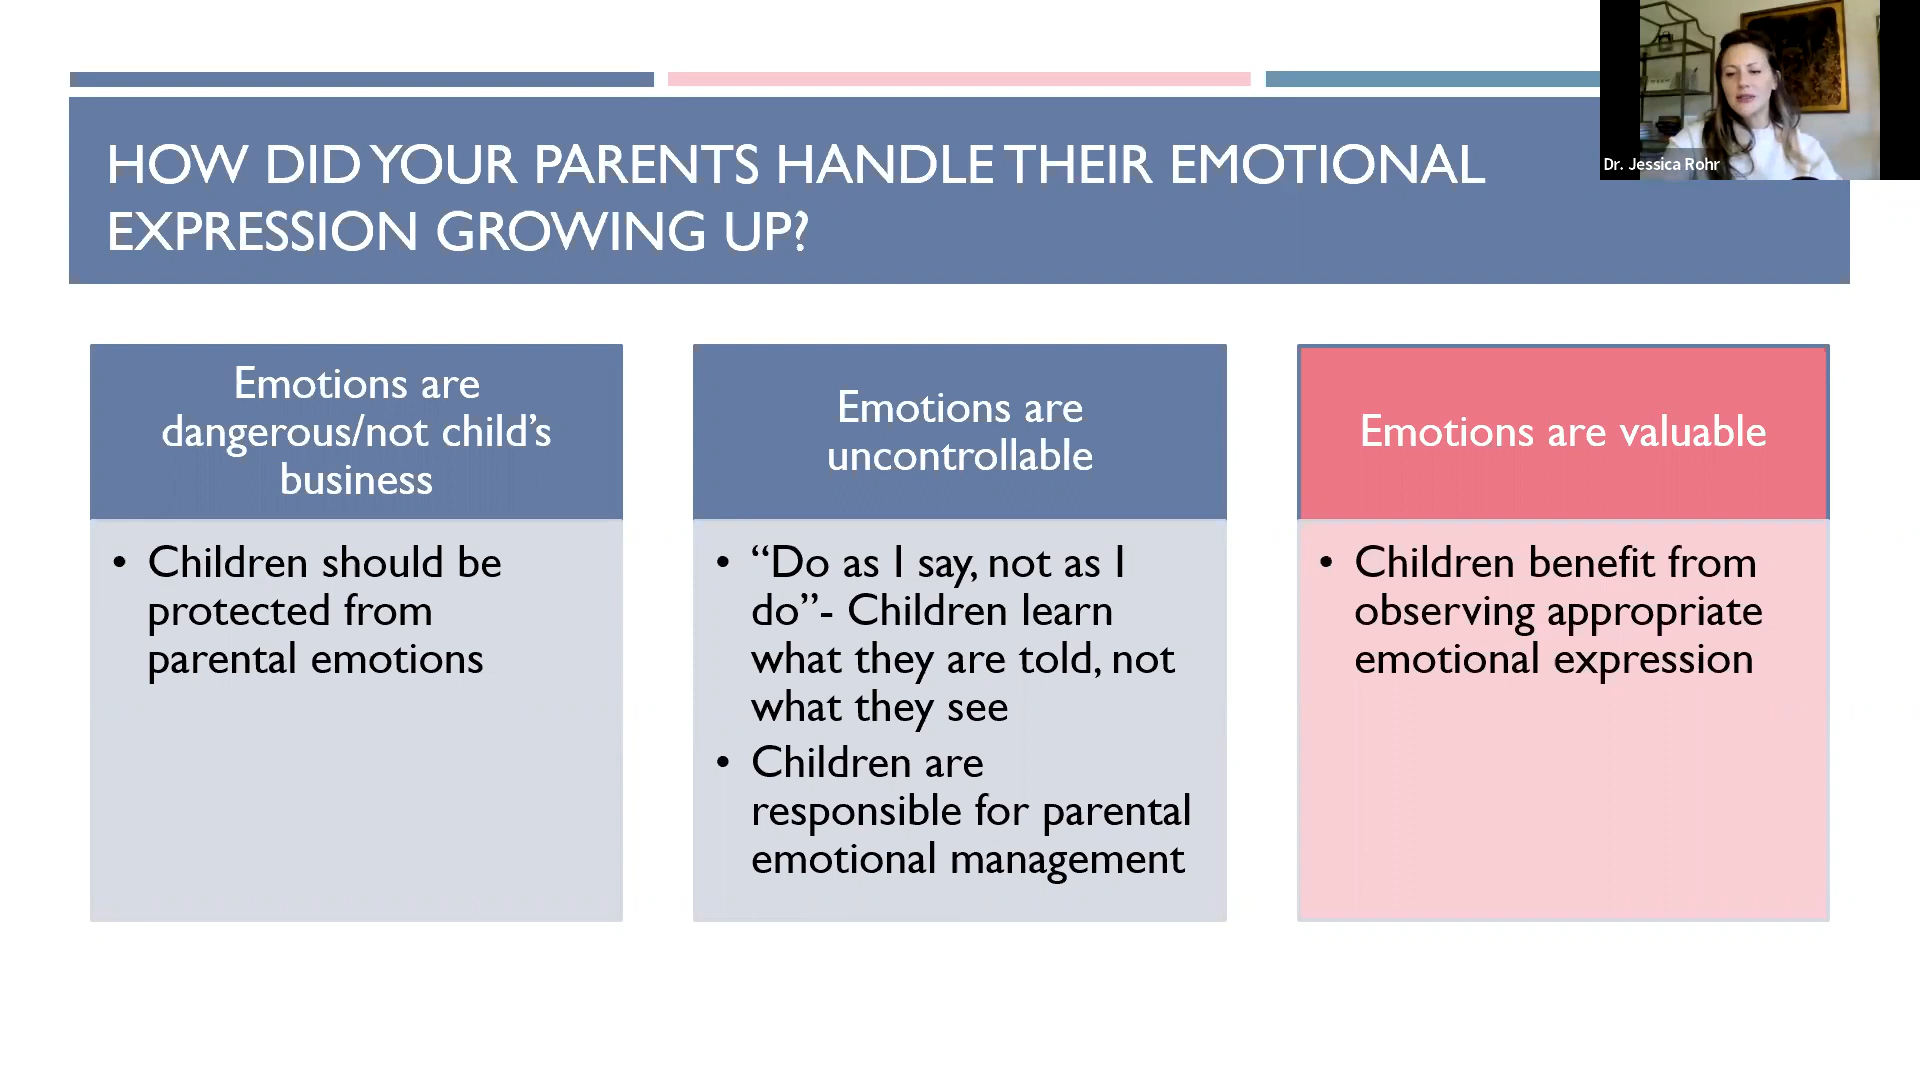 HOW DID YOUR PARENTS HANDLE THEIR EMOTIONAL
EXPRESSION GROWING UP?
Dr. Jessica Rohr
Emotions are
dangerous/not child’s
business
• Children should be
protected from
parental emotions
Emotions are
uncontrollable
• “Do as I say, not as I
do”- Children learn
what they are told, not
what they see
• Children are
responsible for parental
emotional management
Emotions are valuable
• Children benefit from
observing appropriate
emotional expression